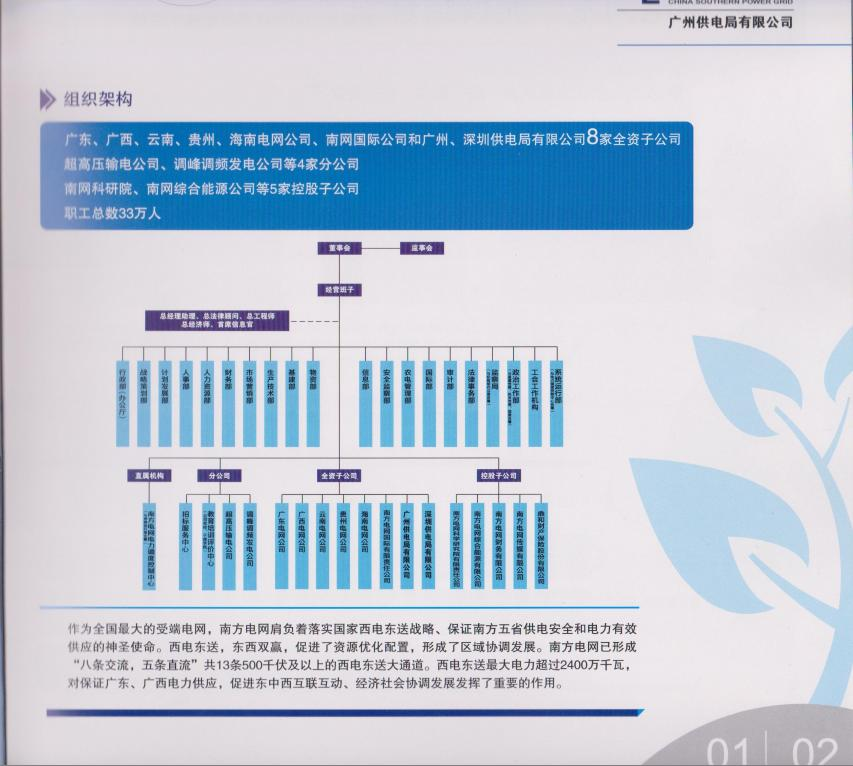 CHINA SOUTHERN POWER GRID
广州供电局有限公司
组织架构
广东、广西、云南、贵州、海南电网公司、南网国际公司和广州、深圳供电局有限公司8家全资子公司
超高压输电公司、调峰调频发电公司等4家分公司
南网科研院、南网综合能源公司等5家控股子公司
职工总数33万人
董事会
监事会
经营班子
总经理助理、总法律顾问、总工程师
总经济师、首席信息官
行政部(办公厅)
战略策划部
计划发展部
人事部
人力资源部
财务部
市场营销部
生产技术部
基建部
物资部
信息部
安全监察部
农电管理部
国际部
审计部
法律事务部
监察局
政治工作部
工会工作机构
系统运行部
直属机构
分公司
全资子公司
控股子公司
南方电网电力调度控制中心
招标服务中心
教育培训评价中心
超高压输电公司
调峰调频发电公司
广东电网公司
广西电网公司
云南电网公司
贵州电网公司
海南电网公司
南方电网国际有限责任公司
广州供电局有限公司
深圳供电局有限公司
南方电网科学研究院有限责任公司
南方电网综合能源有限公司
南方电网财务有限公司
南方电网传媒有限公司
鼎和财产保险股份有限公司
作为全国最大的受端电网，南方电网肩负着落实国家西电东送战略、保证南方五省供电安全和电力有效
供应的神圣使命。西电东送，东西双赢，促进了资源优化配置，形成了区域协调发展。南方电网已形成
“八条交流，五条直流”共13条500千伏及以上的西电东送大通道。西电东送最大电力超过2400万千瓦，
对保证广东、广西电力供应，促进东中西互联互动、经济社会协调发展发挥了重要的作用。
01 02